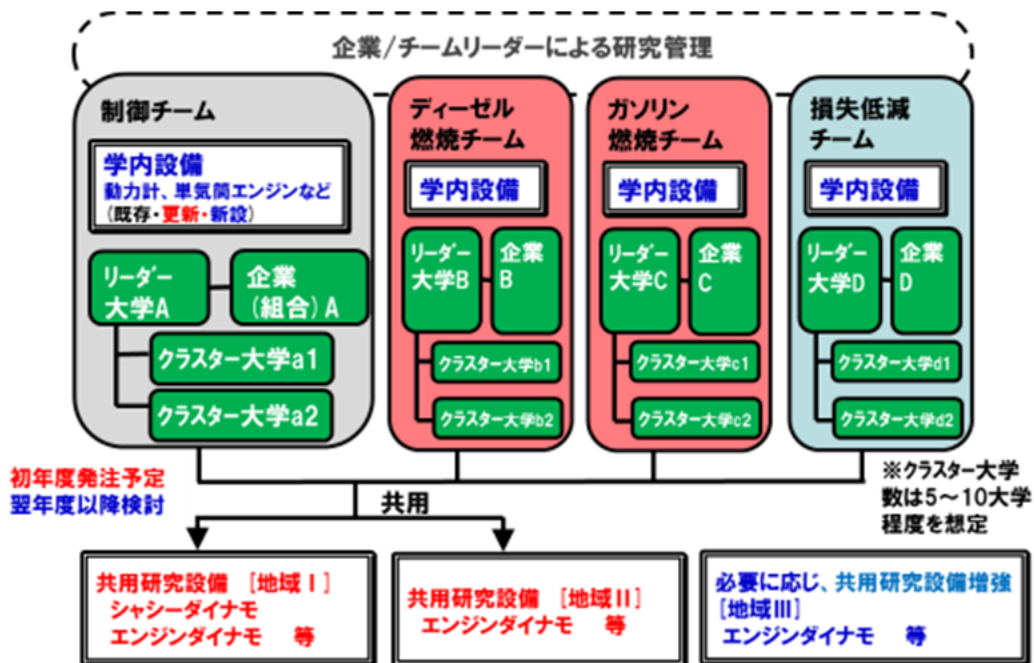 企業/チームリーダーによる研究管理
制御チーム
学内設備
動力計、単気筒エンジンなど
(既存・更新・新設)
リーダー
大学A
企業
(組合)A
クラスター大学a1
クラスター大学a2
ディーゼル
燃焼チーム
学内設備
リーダー
大学B
企業
B
クラスター大学b1
クラスター大学b2
ガソリン
燃焼チーム
学内設備
リーダー
大学C
企業
C
クラスター大学c1
クラスター大学c2
損失低減
チーム
学内設備
リーダー
大学D
企業
D
クラスター大学d1
クラスター大学d2
初年度発注予定
翌年度以降検討
共用
※クラスター大学
数は5～10大学
程度を想定
共用研究設備 [地域Ⅰ]
シャシーダイナモ
エンジンダイナモ 等
共用研究設備 [地域II]
エンジンダイナモ 等
必要に応じ、共用研究設備増強
[地域III]
エンジンダイナモ 等